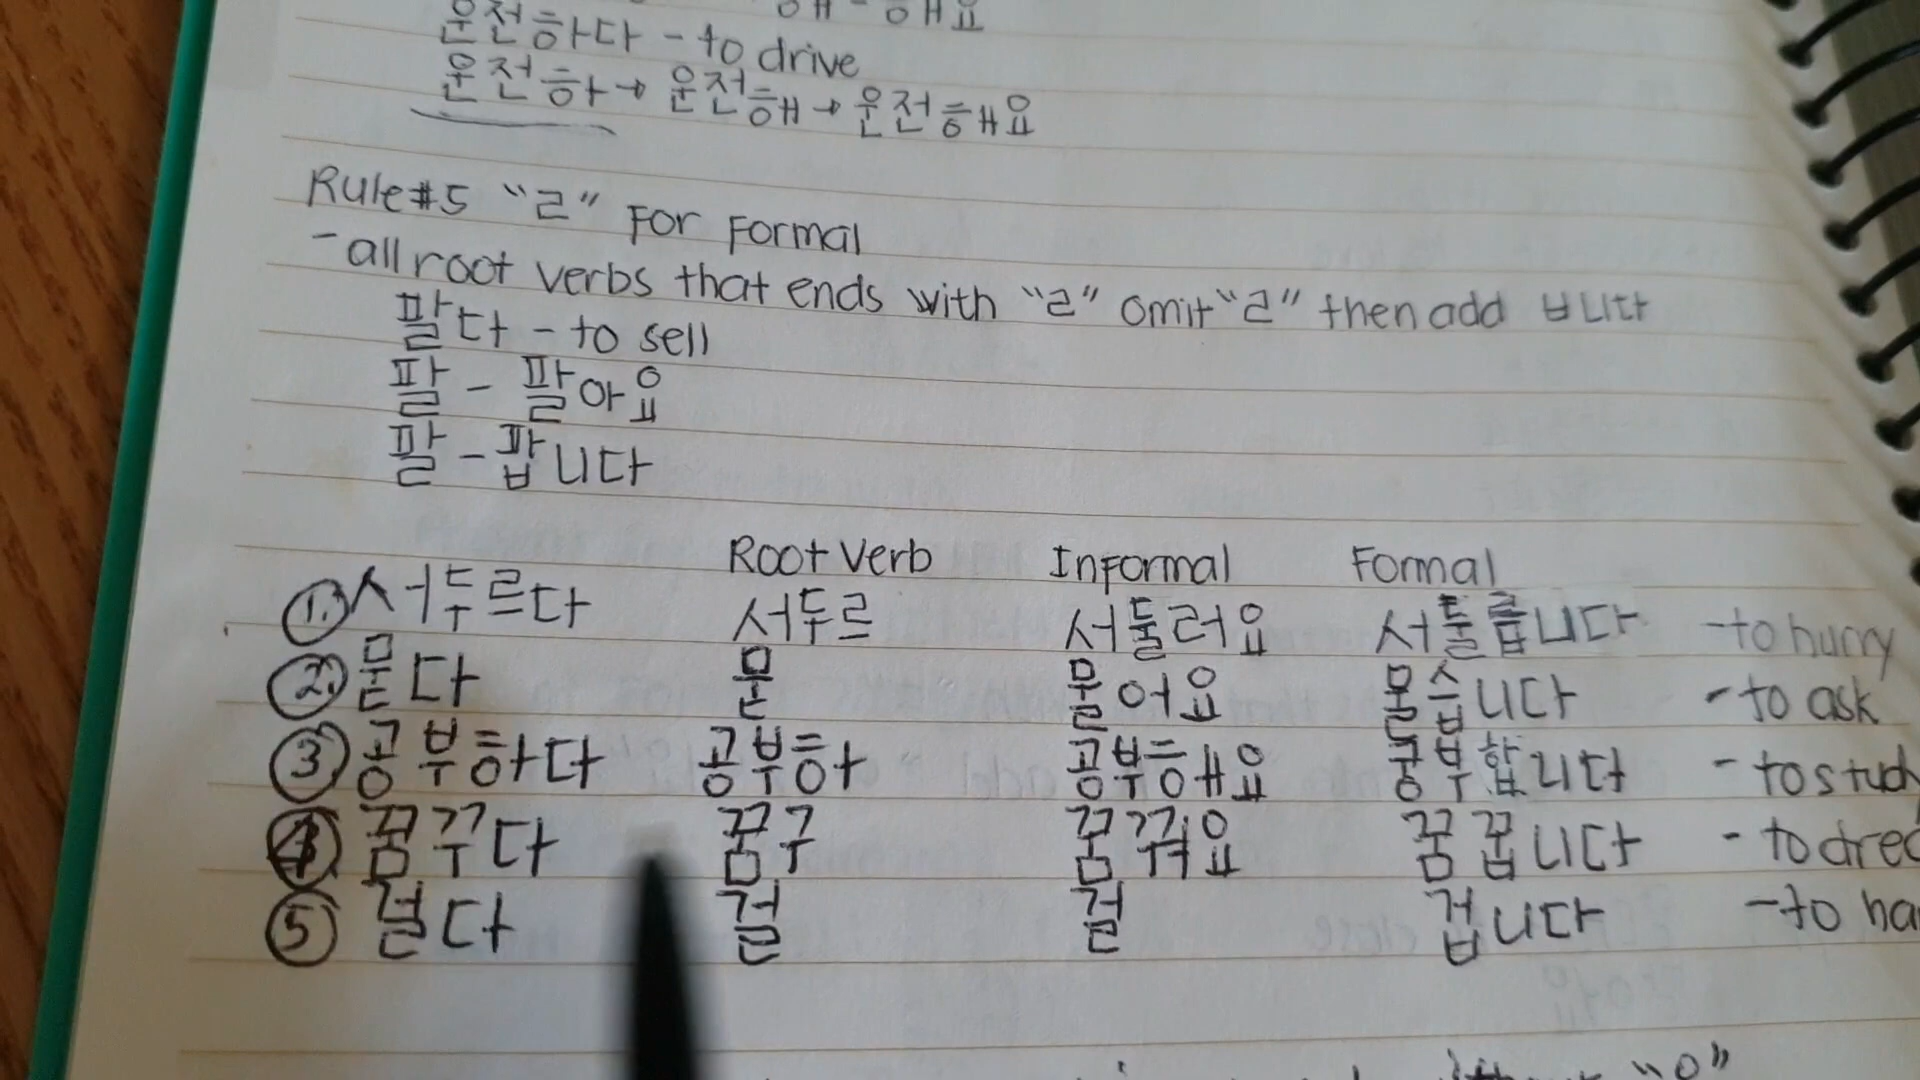 해 - 해요
운전하다 - to drive
운전하 → 운전해 → 운전해요
Rule#5 "ㄹ" For Formal
- all root verbs that ends with "ㄹ" omit "ㄹ" then add ㅂ니다
팔다 - to sell
팔 - 팔아요
팔 - 팝니다
Root Verb Informal Formal
1. 서두르다 서두르 서둘러요 서둘릅니다 - to hurry
2. 묻다 묻 물어요 물습니다 - to ask
3. 공부하다 공부하 공부해요 공부합니다 - to
4. 꿈꾸다 꿈꾸 꿈꿔요 꿈꿉니다 - to
5 걸다 걸 걸 겁니다 - to
"ㅇ"